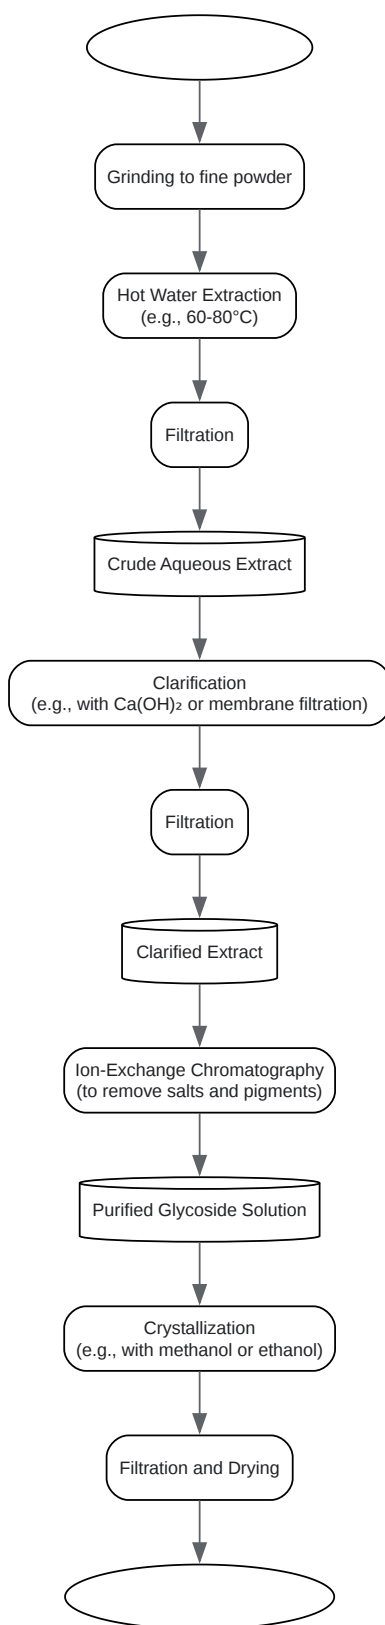 Grinding to fine powder
Hot Water Extraction
(e.g., 60-80°C)
Filtration
Crude Aqueous Extract
Clarification
(e.g., with Ca(OH)₂ or membrane filtration)
Filtration
Clarified Extract
Ion-Exchange Chromatography
(to remove salts and pigments)
Purified Glycoside Solution
Crystallization
(e.g., with methanol or ethanol)
Filtration and Drying